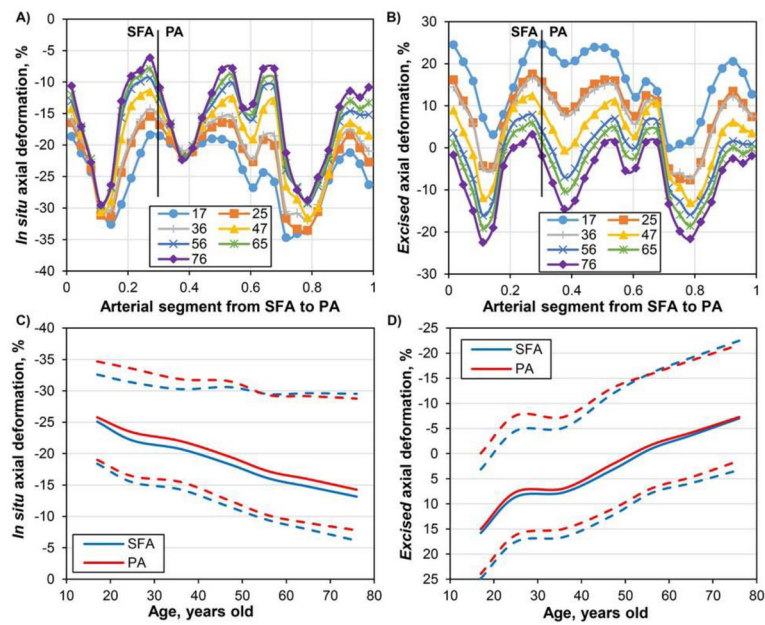 A)
SFA PA
In situ axial deformation, %
0
-5
-10
-15
-20
-25
-30
-35
-40
17 25
36 47
56 65
76
0 0.2 0.4 0.6 0.8 1
Arterial segment from SFA to PA
B)
SFA PA
Excised axial deformation, %
30
20
10
0
-10
-20
-30
17 25
36 47
56 65
76
0 0.2 0.4 0.6 0.8 1
Arterial segment from SFA to PA
C)
In situ axial deformation, %
-40
-35
-30
-25
-20
-15
-10
-5
0
SFA
PA
10 20 30 40 50 60 70 80
Age, years old
D)
Excised axial deformation, %
-25
-20
-15
-10
-5
0
5
10
15
20
25
SFA
PA
10 20 30 40 50 60 70 80
Age, years old